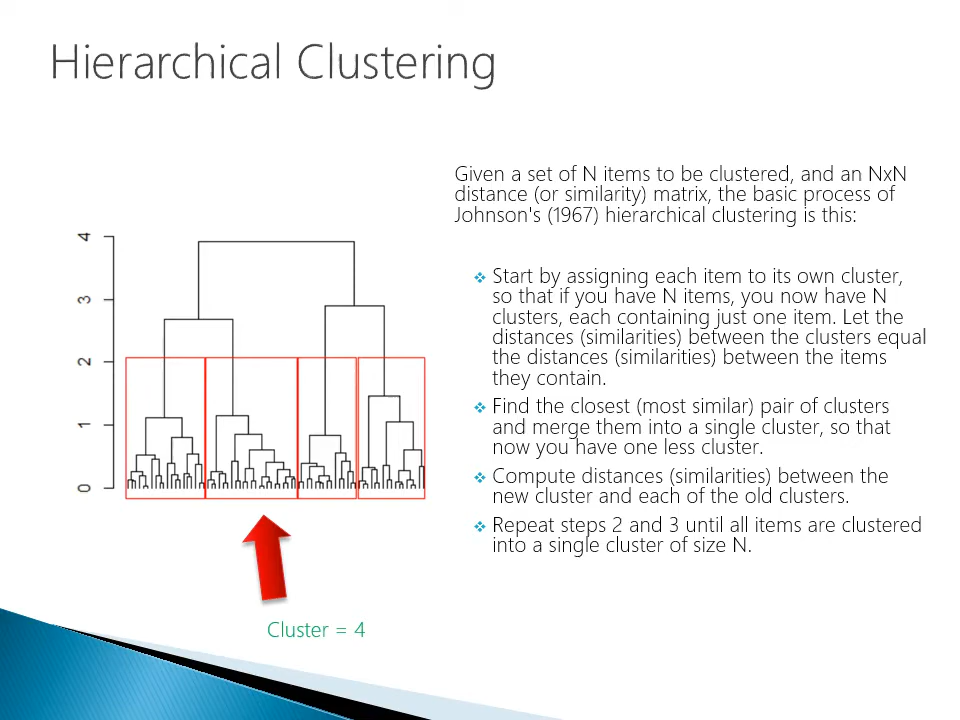 Hierarchical Clustering
Given a set of N items to be clustered, and an NxN
distance (or similarity) matrix, the basic process of
Johnson's (1967) hierarchical clustering is this:
❖ Start by assigning each item to its own cluster,
so that if you have N items, you now have N
clusters, each containing just one item. Let the
distances (similarities) between the clusters equal
the distances (similarities) between the items
they contain.
❖ Find the closest (most similar) pair of clusters
and merge them into a single cluster, so that
now you have one less cluster.
❖ Compute distances (similarities) between the
new cluster and each of the old clusters.
❖ Repeat steps 2 and 3 until all items are clustered
into a single cluster of size N.
4
3
2
1
0
Cluster = 4